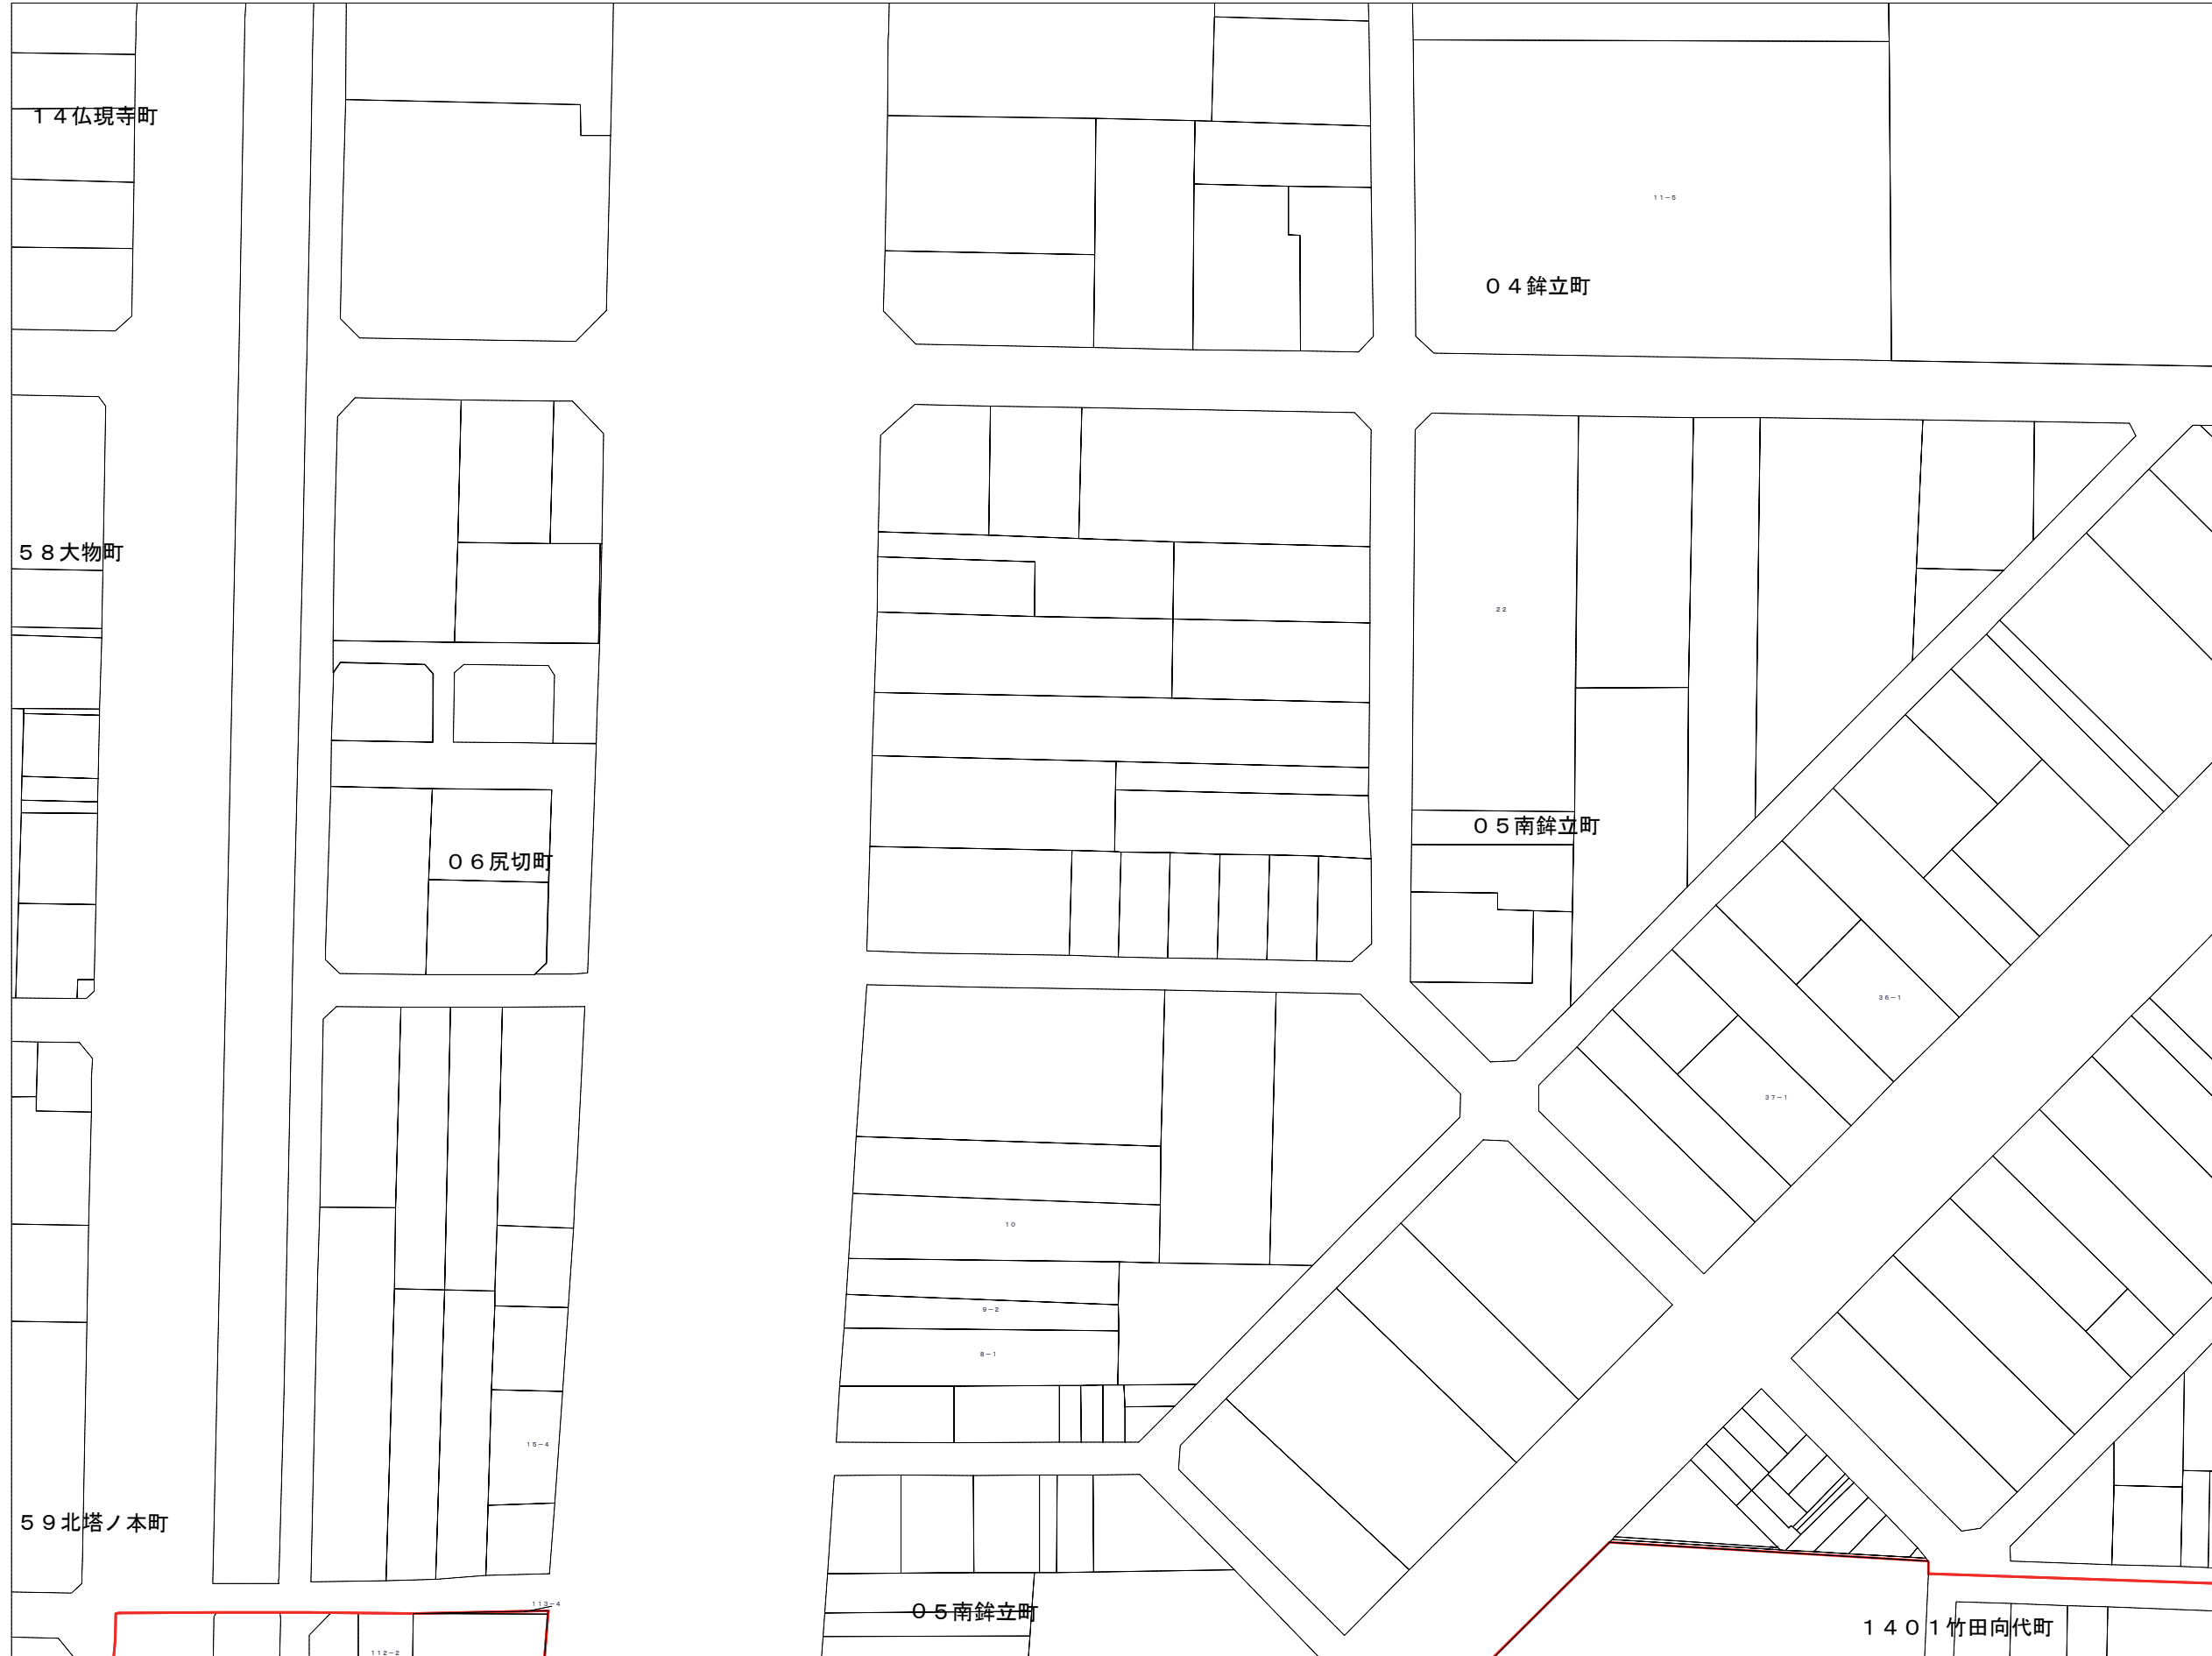 １４仏現寺町
１１－５
０４鉾立町
５８大物町
２２
０５南鉾立町
０６尻切町
３６－１
３７－１
１０
９－２
８－１
１５－４
５９北塔ノ本町
１１３－４
０５南鉾立町
１４０１竹田向代町
１１２－２